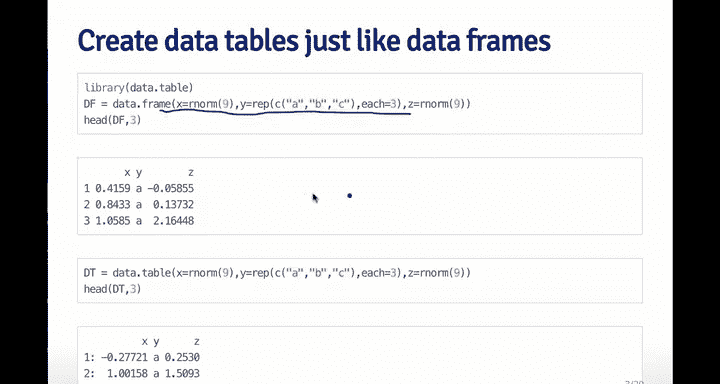 Create data tables just like data frames
library(data.table)
DF = data.frame(x=rnorm(9),y=rep(c("a","b","c"),each=3),z=rnorm(9))
head(DF,3)
x y z
1 0.4159 a -0.05855
2 0.8433 a 0.13732
3 1.0585 a 2.16448
DT = data.table(x=rnorm(9),y=rep(c("a","b","c"),each=3),z=rnorm(9))
head(DT,3)
x y z
1: -0.27721 a 0.2530
2: 1.00158 a 1.5093